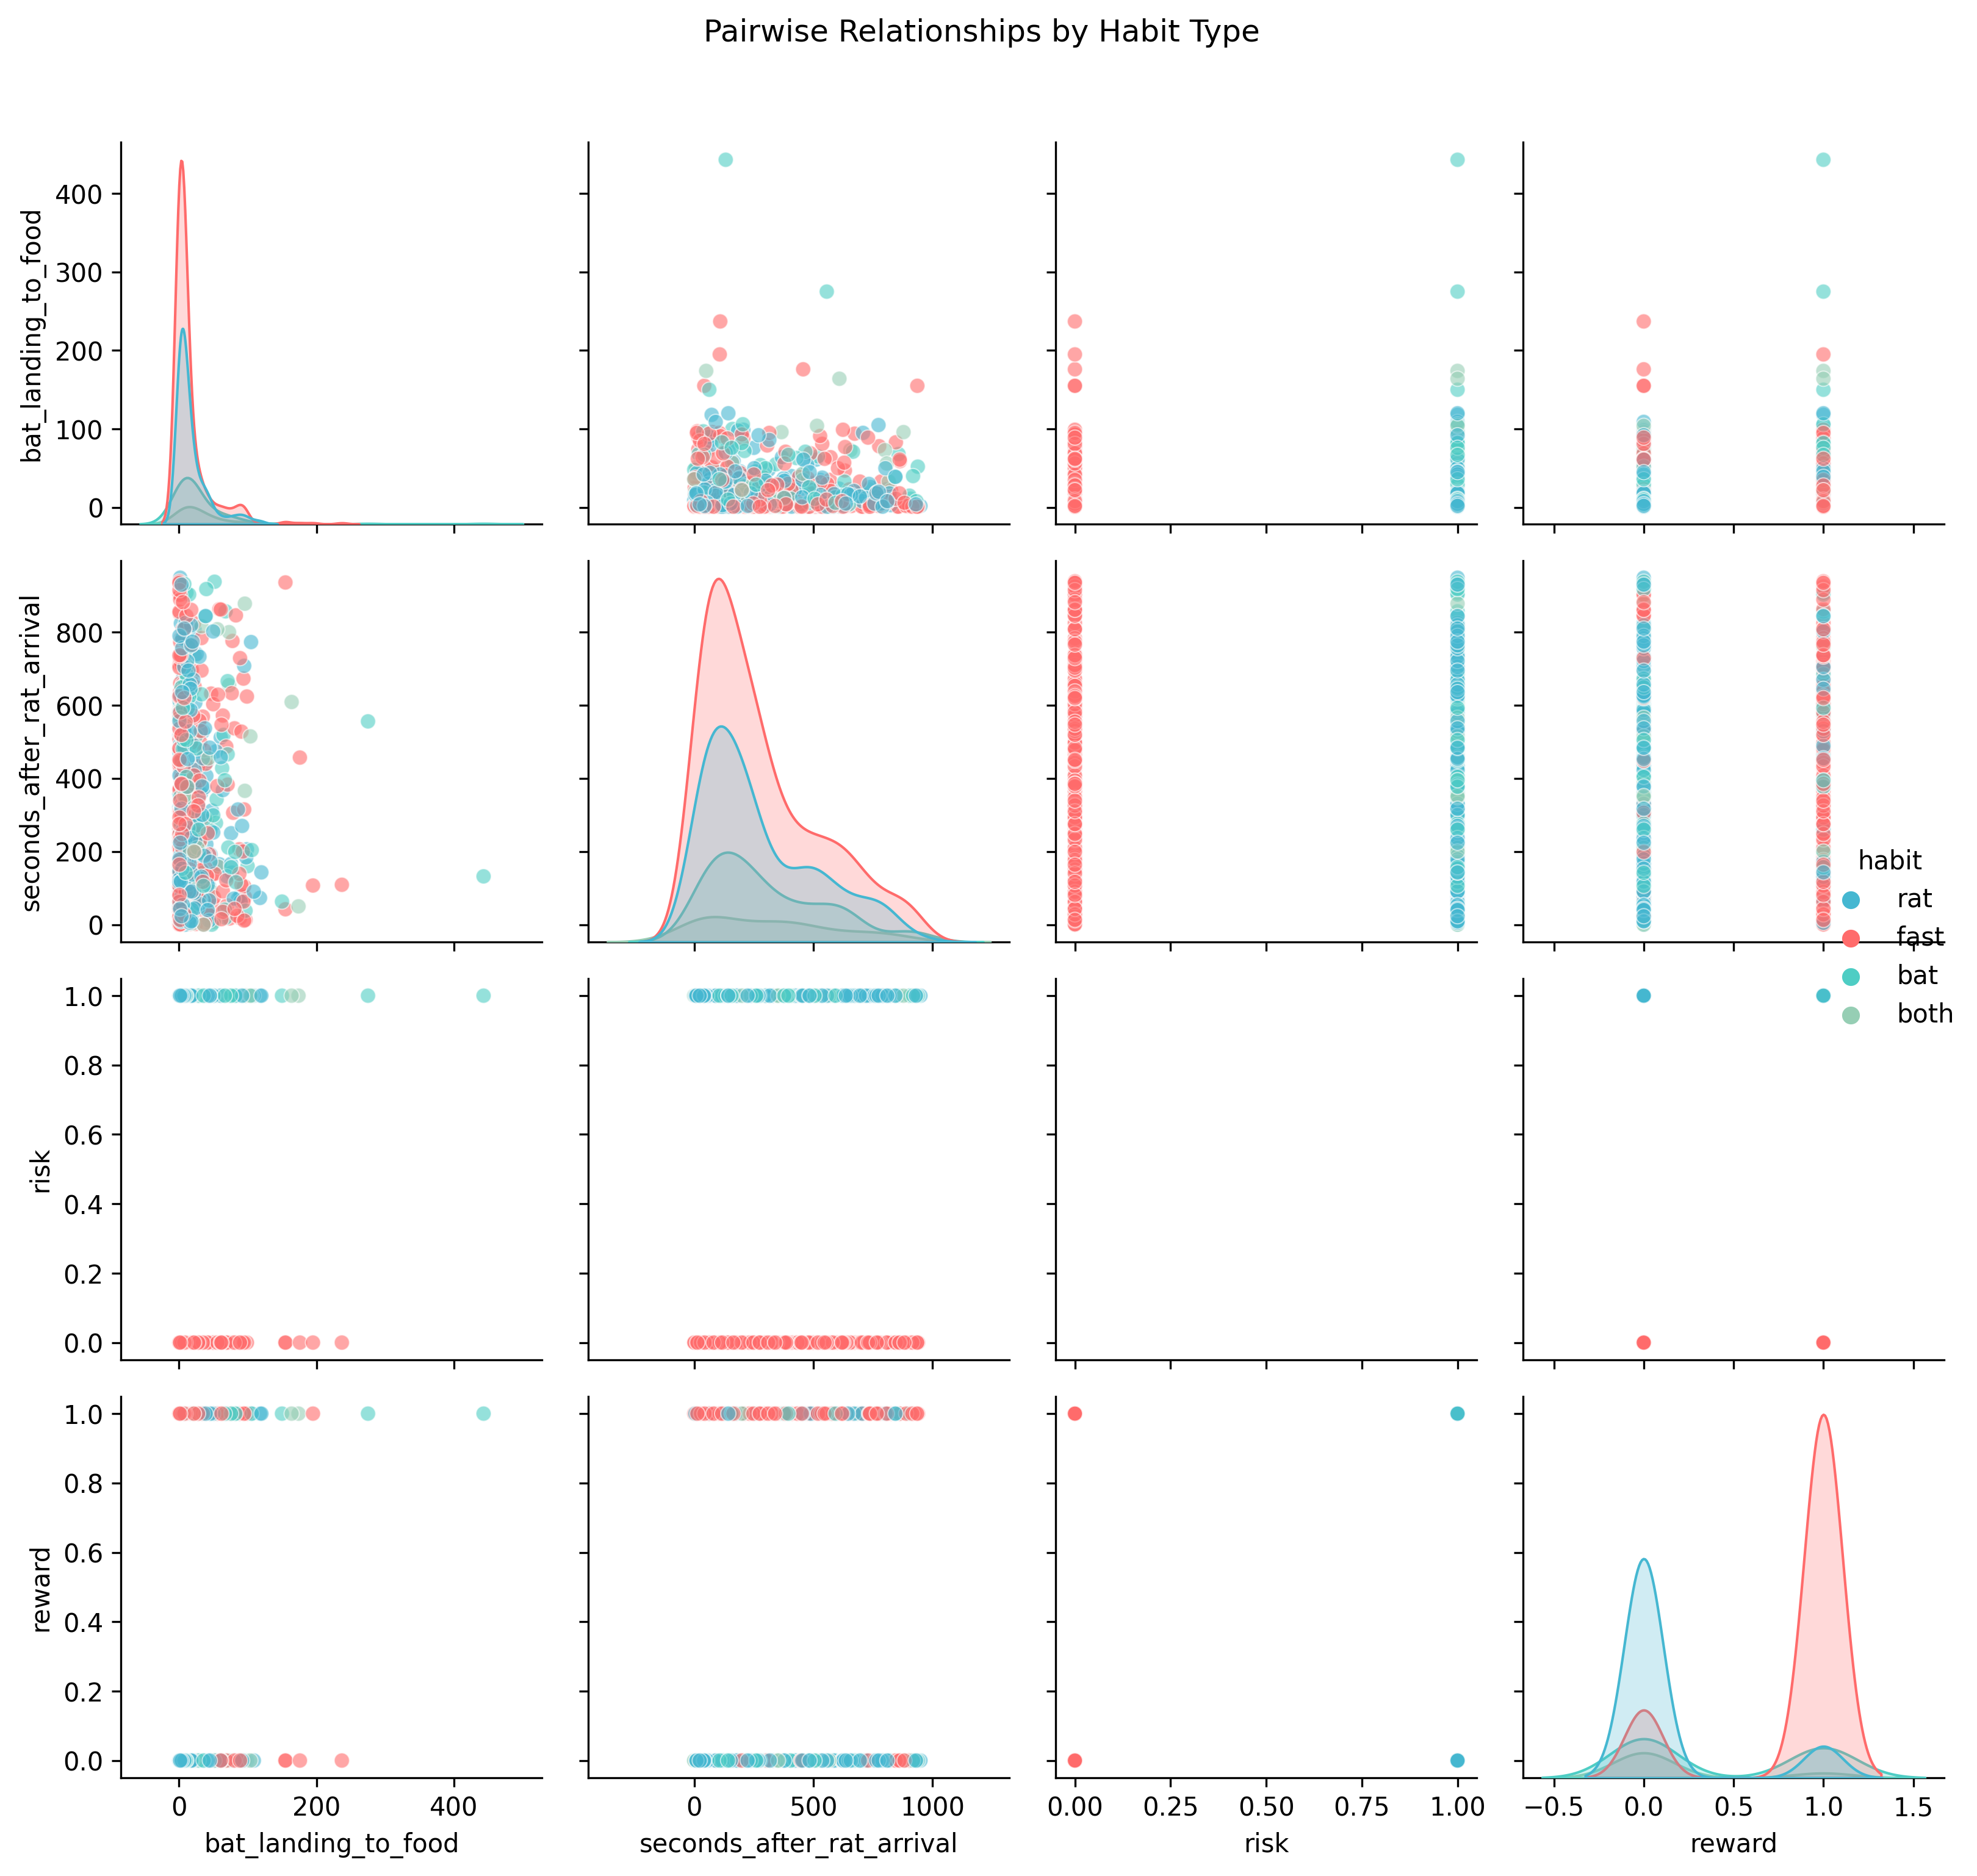 Pairwise Relationships by Habit Type
bat_landing_to_food
400
300
200
100
0
seconds_after_rat_arrival
800
600
400
200
0
habit
rat
fast
bat
both
risk
1.0
0.8
0.6
0.4
0.2
0.0
reward
1.0
0.8
0.6
0.4
0.2
0.0
0 200 400
0 500 1000
0.00 0.25 0.50 0.75 1.00
−0.5 0.0 0.5 1.0 1.5
bat_landing_to_food
seconds_after_rat_arrival
risk
reward